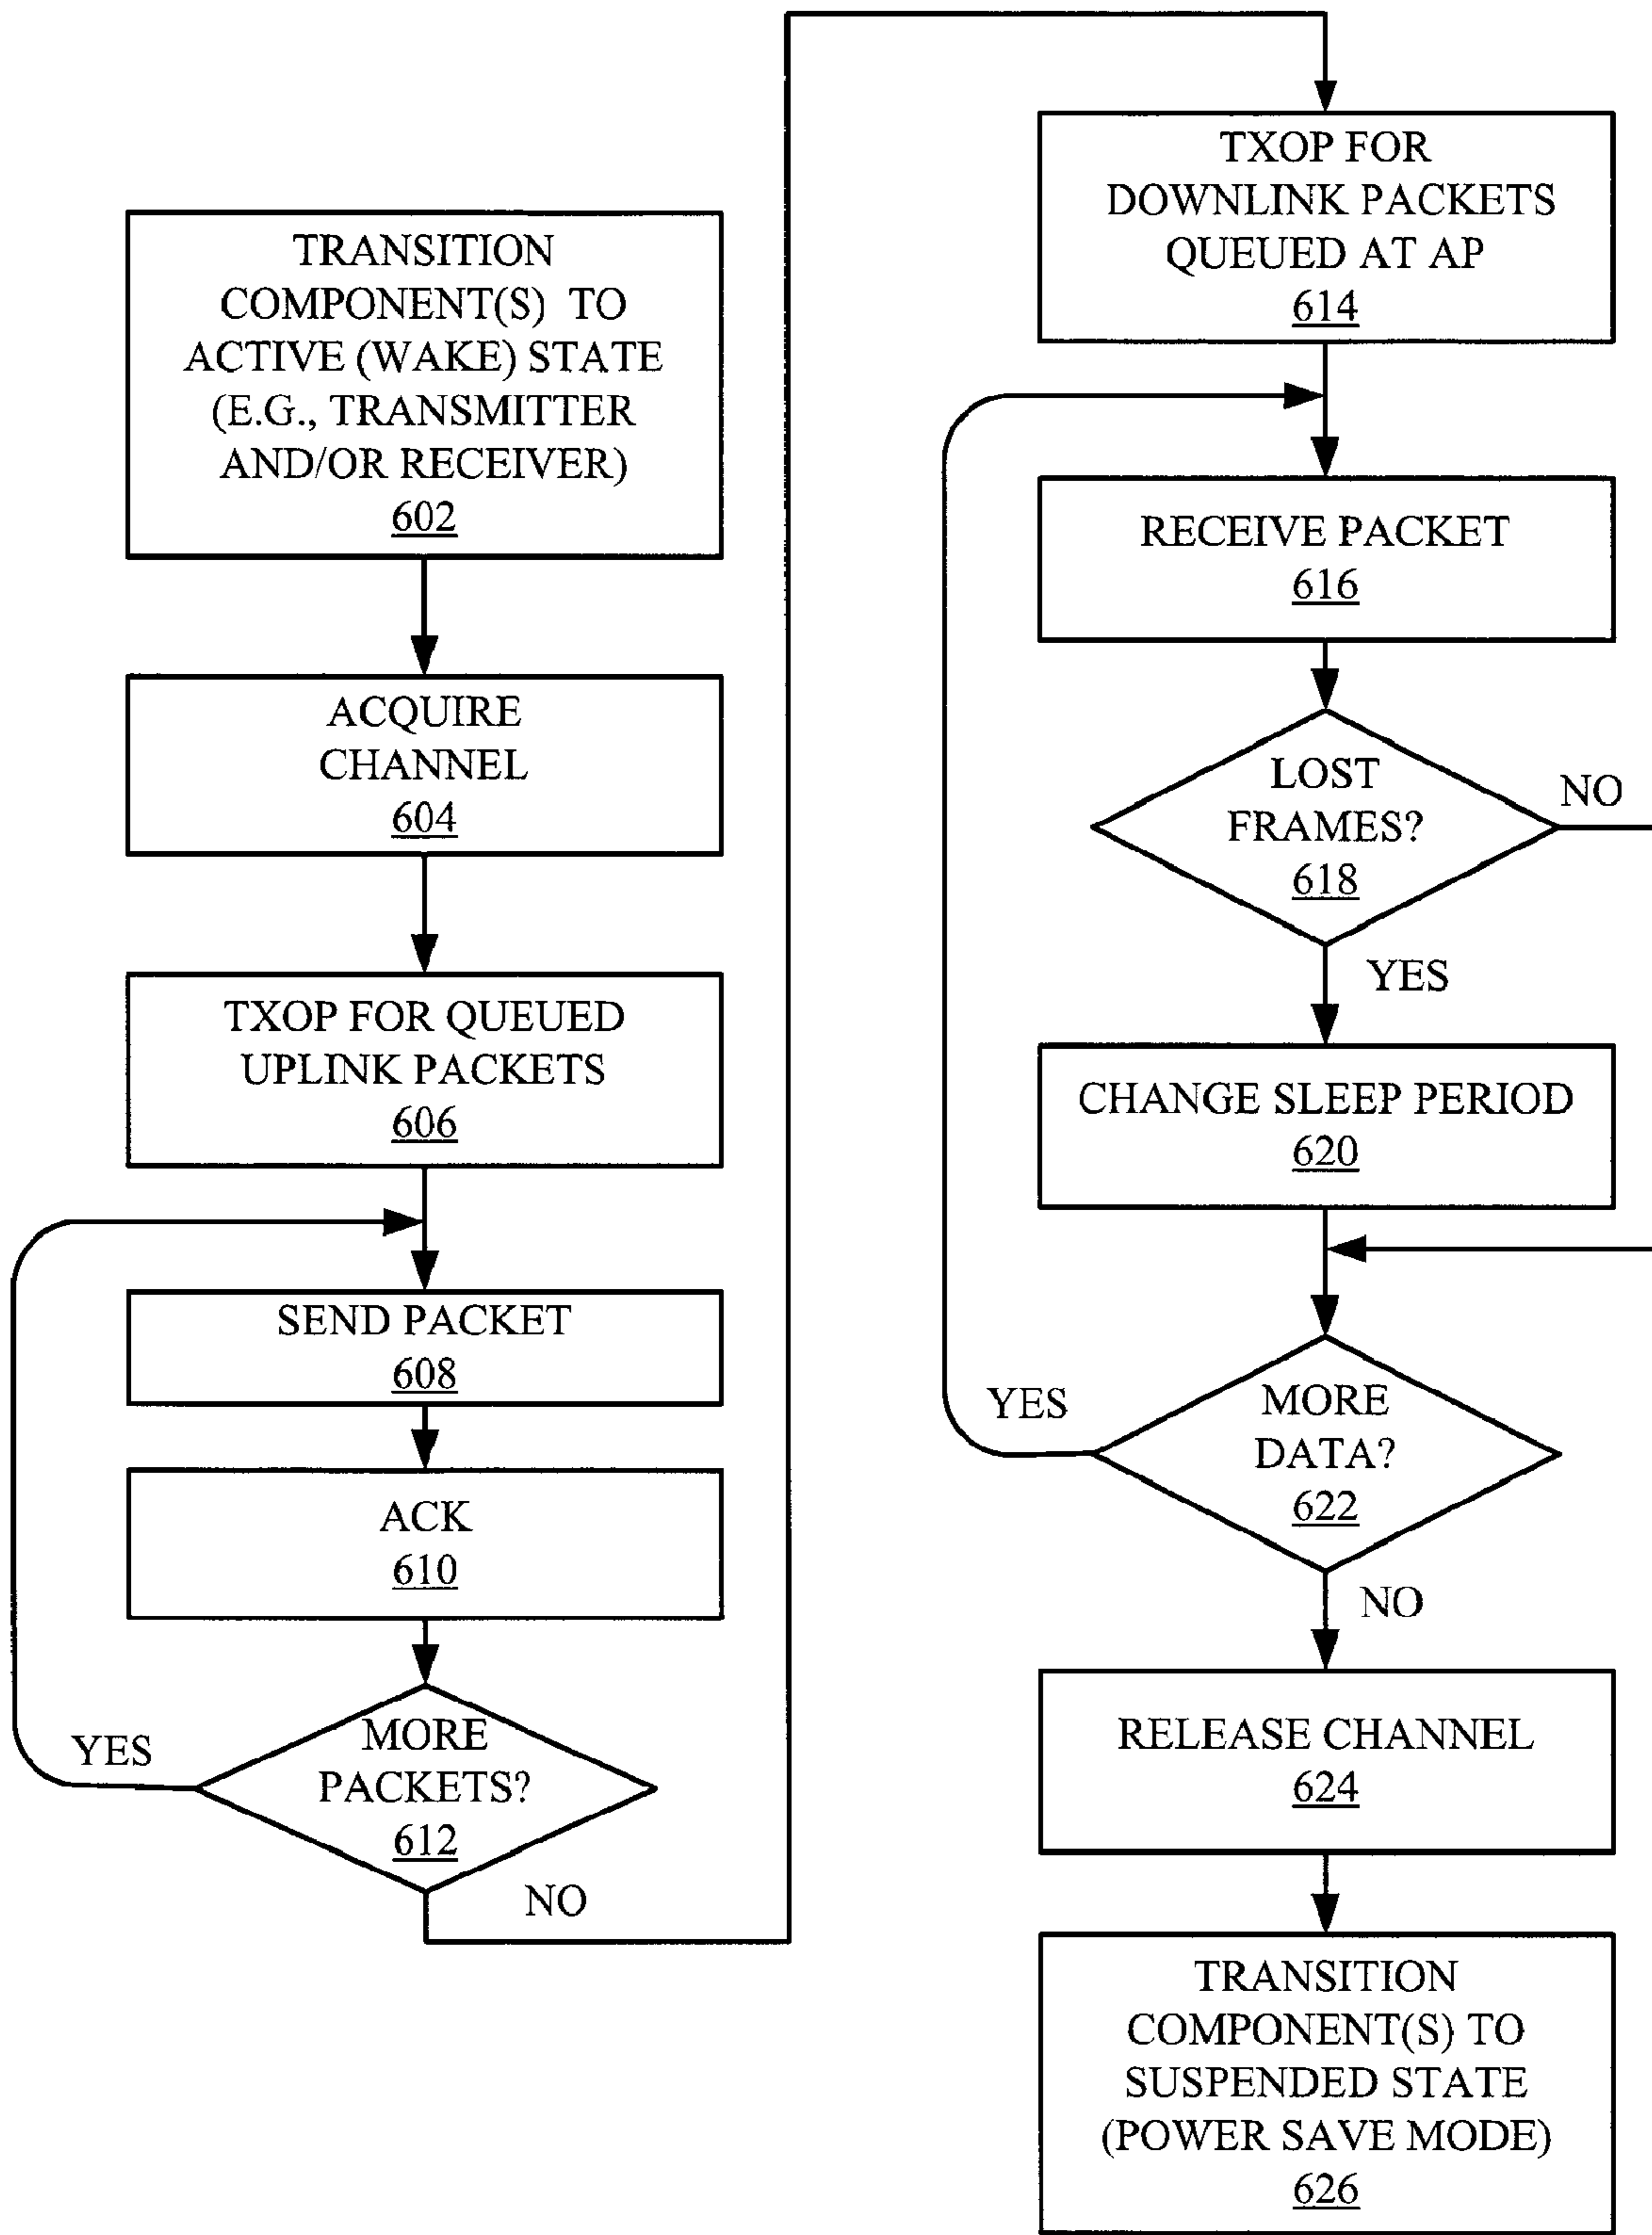 TRANSITION
COMPONENT(S) TO
ACTIVE (WAKE) STATE
(E.G., TRANSMITTER
AND/OR RECEIVER)
602
ACQUIRE
CHANNEL
604
TXOP FOR QUEUED
UPLINK PACKETS
606
SEND PACKET
608
ACK
610
MORE
PACKETS?
612
YES
NO
TXOP FOR
DOWNLINK PACKETS
QUEUED AT AP
614
RECEIVE PACKET
616
LOST
FRAMES?
618
NO
YES
CHANGE SLEEP PERIOD
620
MORE
DATA?
622
YES
NO
RELEASE CHANNEL
624
TRANSITION
COMPONENT(S) TO
SUSPENDED STATE
(POWER SAVE MODE)
626